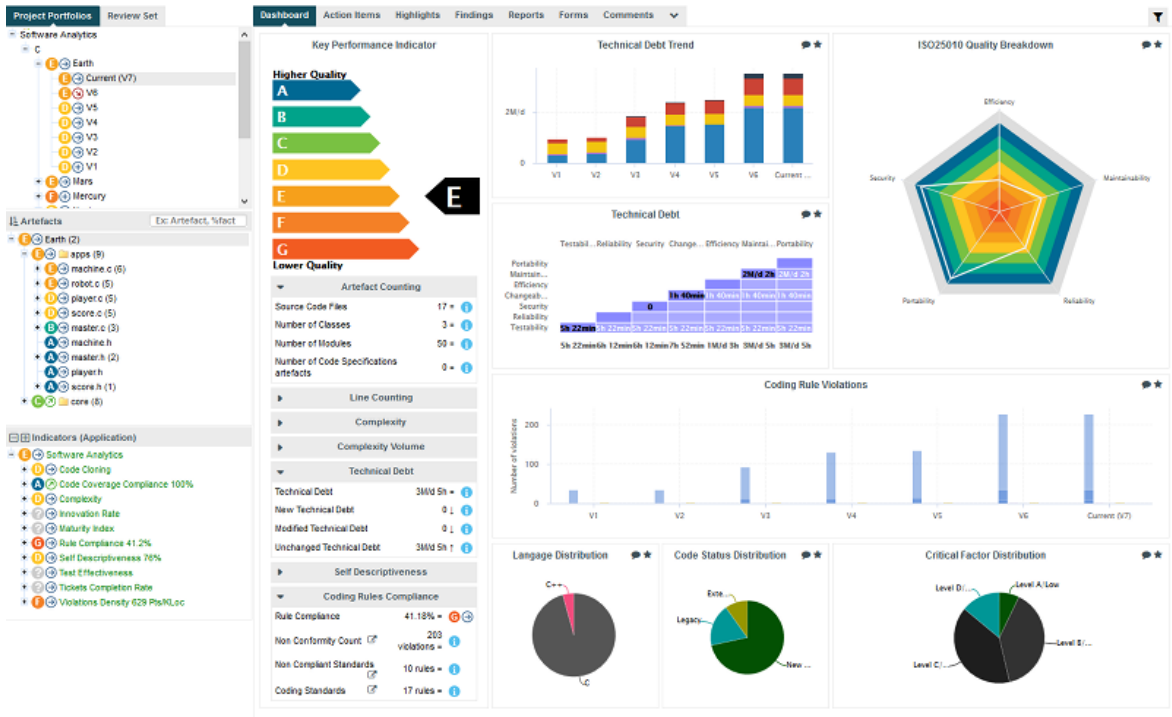 Project Portfolios
Review Set
Software Analytics
C
E Earth
E Current (V7)
E V6
D V5
D V4
D V3
D V2
D V1
E Mars
F Mercury
Artefacts
Ex: Artefact, %fact
E Earth (2)
E apps (9)
E machine.c (6)
E robot.c (5)
D player.c (5)
D score.c (5)
B master.c (3)
A machine.h
A master.h (2)
A player.h
A score.h (1)
C core (8)
Indicators (Application)
E Software Analytics
D Code Cloning
A Code Coverage Compliance 100%
D Complexity
? Innovation Rate
? Maturity Index
G Rule Compliance 41.2%
D Self Descriptiveness 76%
? Test Effectiveness
? Tickets Completion Rate
F Violations Density 629 Pts/KLoc
Dashboard Action Items Highlights Findings Reports Forms Comments
Key Performance Indicator
Higher Quality
A
B
C
D
E
E
F
G
Lower Quality
Artefact Counting
Source Code Files 17 =
Number of Classes 3 =
Number of Modules 50 =
Number of Code Specifications
artefacts 0 =
Line Counting
Complexity
Complexity Volume
Technical Debt
Technical Debt 3M/d 5h =
New Technical Debt 0 ↓
Modified Technical Debt 0 ↓
Unchanged Technical Debt 3M/d 5h ↑
Self Descriptiveness
Coding Rules Compliance
Rule Compliance 41.18% = G
Non Conformity Count 203
violations =
Non Compliant Standards 10 rules =
Coding Standards 17 rules =
Technical Debt Trend
2M/d
0
V1 V2 V3 V4 V5 V6 Current ...
Technical Debt
Testabil... Reliability Security Change... Efficiency Maintai... Portability
Portability
Maintain... 2M/d 2h 2M/d 2h
Efficiency
Changeab... 1h 40min 1h 40min 1h 40min 1h 40min
Security 0
Reliability
Testability 5h 22min 5h 22min 5h 22min 5h 22min 5h 22min 5h 22min 5h 22min
5h 22min 6h 12min 6h 12min 7h 52min 1M/d 3h 3M/d 5h 3M/d 5h
ISO25010 Quality Breakdown
Efficiency
Security
Maintainability
Portability
Reliability
Coding Rule Violations
Number of violations
200
100
0
V1 V2 V3 V4 V5 V6 Current (V7)
Langage Distribution
C++
C
Code Status Distribution
Exte...
Legacy
New ...
Critical Factor Distribution
Level D/...
Level A/Low
Level B/...
Level C/...